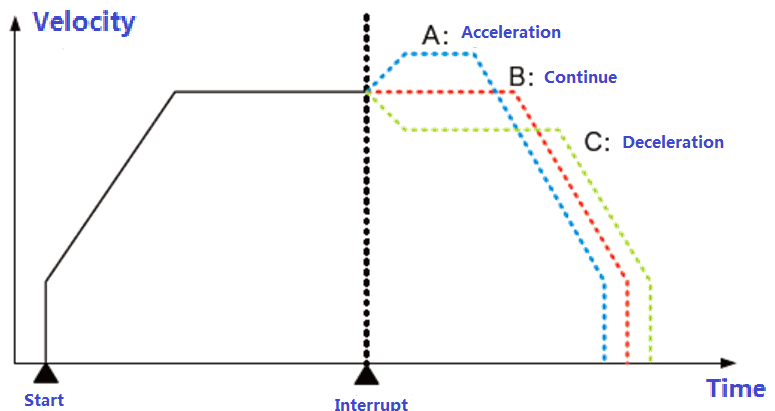 Velocity
A: Acceleration
B: Continue
C: Deceleration
Time
Start
Interrupt